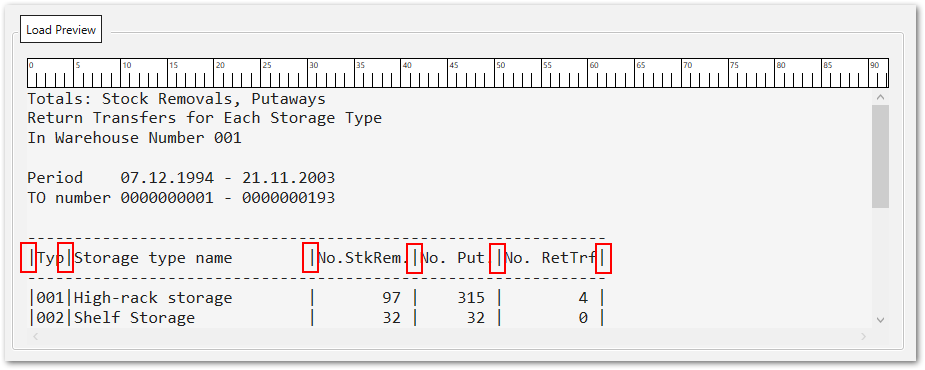 Load Preview
0 5 10 15 20 25 30 35 40 45 50 55 60 65 70 75 80 85 90
Totals: Stock Removals, Putaways
Return Transfers for Each Storage Type
In Warehouse Number 001
Period    07.12.1994 - 21.11.2003
TO number 0000000001 - 0000000193
--------------------------------------------------------------
|Typ|Storage type name        |No.StkRem.|No. Put.|No. RetTrf|
--------------------------------------------------------------
|001|High-rack storage        |       97 |    315 |        4 |
|002|Shelf Storage            |       32 |     32 |        0 |